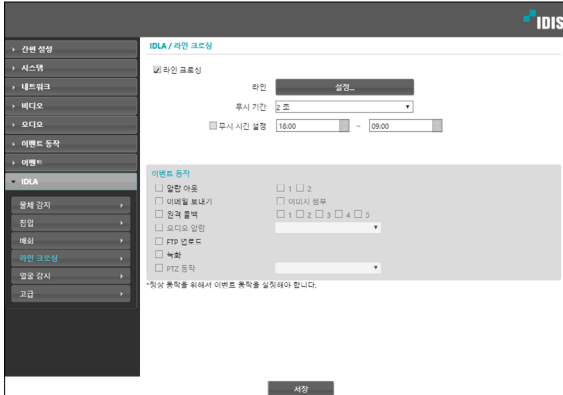 IDIS
IDLA / 라인 크로싱
간편 설정
시스템
네트워크
비디오
오디오
이벤트 동작
이벤트
IDLA
물체 감지
진입
배회
라인 크로싱
얼굴 감지
고급
라인 크로싱
라인 설정...
무시 기간 2 초
무시 시간 설정 18:00 ~ 09:00
이벤트 동작
알람 아웃 1 2
이메일 보내기 이미지 첨부
원격 콜백 1 2 3 4 5
오디오 알람
FTP 업로드
녹화
PTZ 동작
*정상 동작을 위해서 이벤트 동작을 설정해야 합니다.
저장